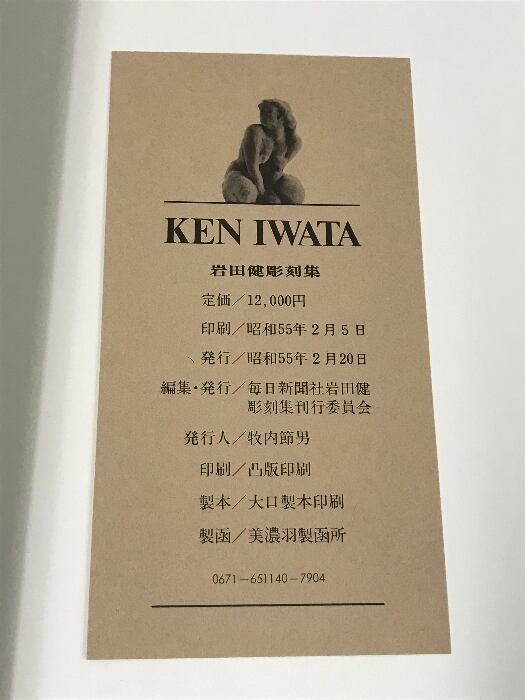 KEN IWATA
岩田健彫刻集
定価／12,000円
印刷／昭和55年2月5日
発行／昭和55年2月20日
編集・発行／毎日新聞社岩田健
彫刻集刊行委員会
発行人／牧内節男
印刷／凸版印刷
製本／大口製本印刷
製函／美濃羽製函所
0671－651140－7904